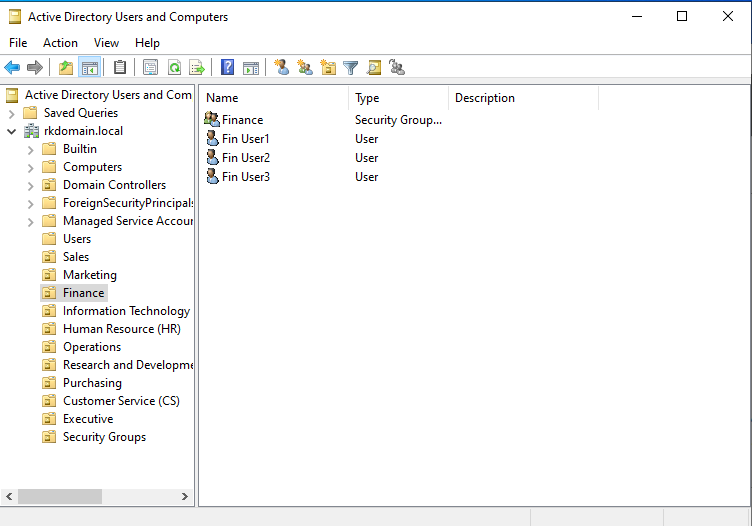 Active Directory Users and Computers
File Action View Help
Active Directory Users and Com
Saved Queries
rkdomain.local
Builtin
Computers
Domain Controllers
ForeignSecurityPrincipals
Managed Service Accour
Users
Sales
Marketing
Finance
Information Technology
Human Resource (HR)
Operations
Research and Developme
Purchasing
Customer Service (CS)
Executive
Security Groups
Name Type Description
Finance Security Group...
Fin User1 User
Fin User2 User
Fin User3 User